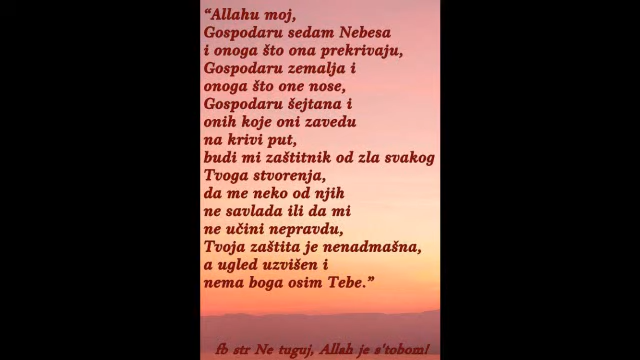 “Allahu moj,
Gospodaru sedam Nebesa
i onoga što ona prekrivaju,
Gospodaru zemalja i
onoga što one nose,
Gospodaru šejtana i
onih koje oni zavedu
na krivi put,
budi mi zaštitnik od zla svakog
Tvoga stvorenja,
da me neko od njih
ne savlada ili da mi
ne učini nepravdu,
Tvoja zaštita je nenadmašna,
a ugled uzvišen i
nema boga osim Tebe.”
fb str Ne tuguj, Allah je s'tobom!